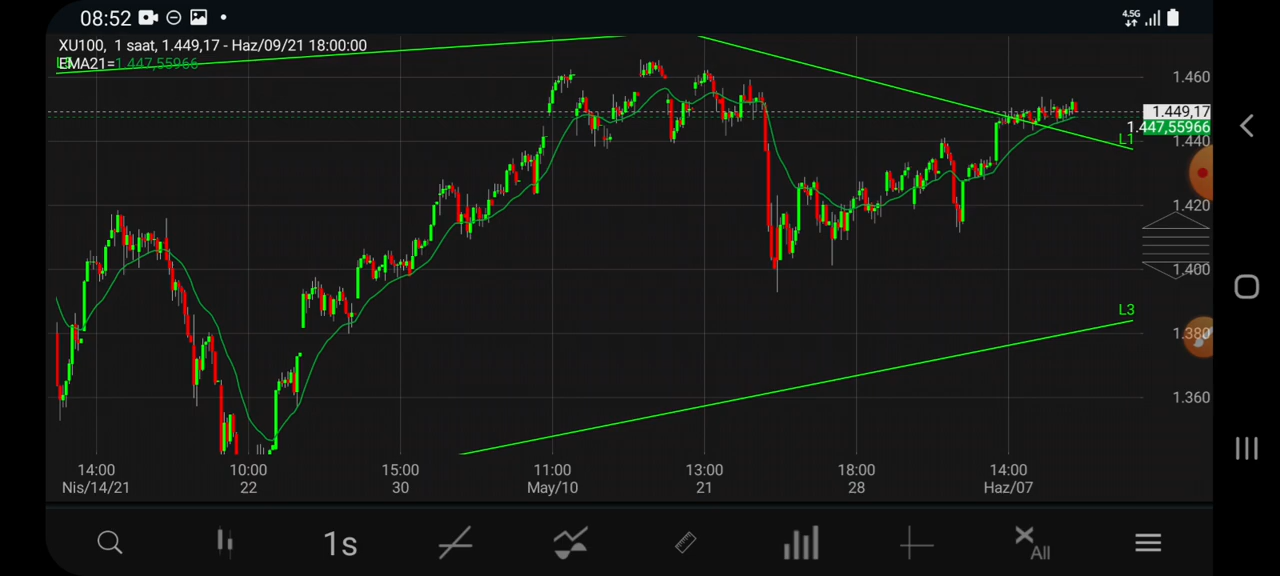 08:52
4.5G
XU100, 1 saat, 1.449,17 - Haz/09/21 18:00:00
EMA21=1.447,55966
1.460
1.449,17
1.447,55966
L1
1.440
1.420
1.400
L3
1.380
1.360
14:00 10:00 15:00 11:00 13:00 18:00 14:00
Nis/14/21 22 30 May/10 21 28 Haz/07
1s
All